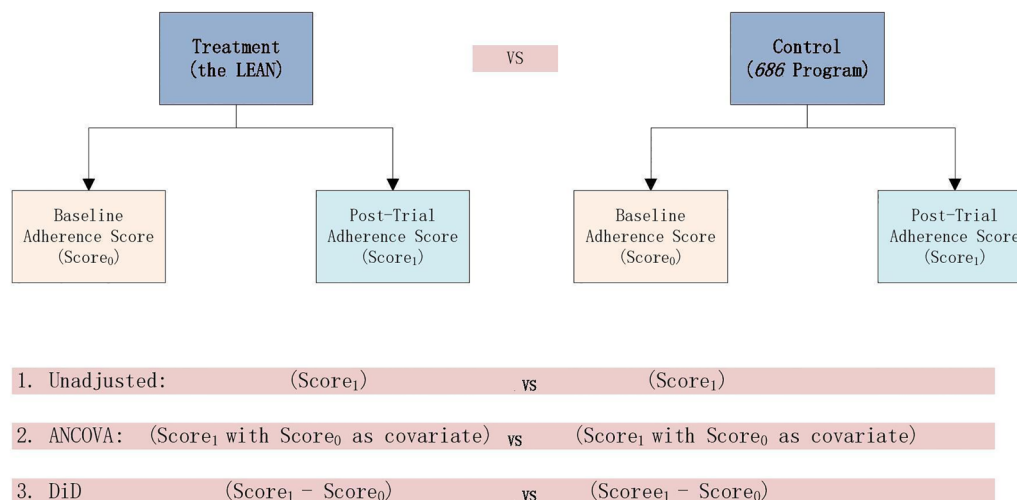 Treatment
(the LEAN)
VS
Control
(686 Program)
Baseline
Adherence Score
(Score₀)
Post-Trial
Adherence Score
(Score₁)
Baseline
Adherence Score
(Score₀)
Post-Trial
Adherence Score
(Score₁)
1. Unadjusted: (Score₁) vs (Score₁)
2. ANCOVA: (Score₁ with Score₀ as covariate) vs (Score₁ with Score₀ as covariate)
3. DiD (Score₁ - Score₀) vs (Scoree₁ - Score₀)